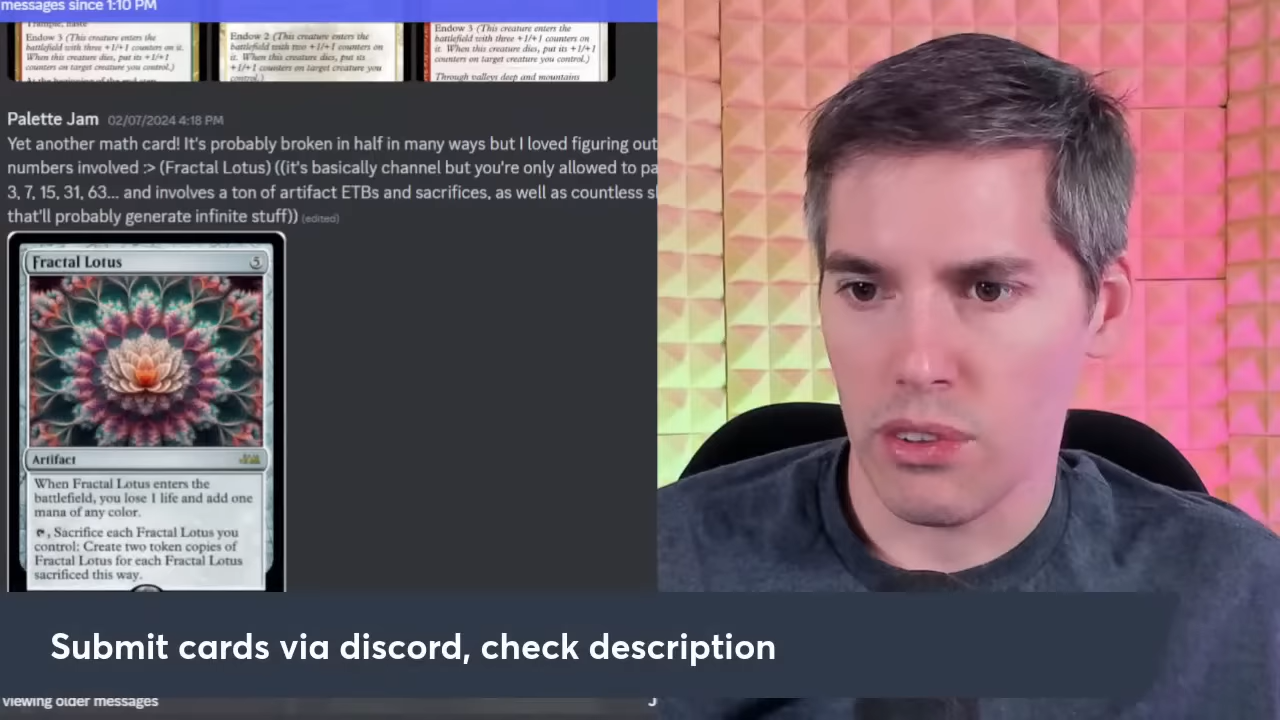 messages since 1:10 PM
Trample, haste
Endow 3 (This creature enters the
battlefield with three +1/+1 counters on
it. When this creature dies, put its +1/+1
counters on target creature you control.)
At the beginning of the end step
Endow 2 (This creature enters the
battlefield with two +1/+1 counters on
it. When this creature dies, put its
+1/+1 counters on target creature you
control.)
Endow 3 (This creature enters the
battlefield with three +1/+1 counters on
it. When this creature dies, put its +1/+1
counters on target creature you control.)
Through valleys deep and mountains
Palette Jam 02/07/2024 4:18 PM
Yet another math card! It's probably broken in half in many ways but I loved figuring out
numbers involved :> (Fractal Lotus) ((it's basically channel but you're only allowed to pa
3, 7, 15, 31, 63... and involves a ton of artifact ETBs and sacrifices, as well as countless s
that'll probably generate infinite stuff)) (edited)
Fractal Lotus 5
Artifact
When Fractal Lotus enters the
battlefield, you lose 1 life and add one
mana of any color.
, Sacrifice each Fractal Lotus you
control: Create two token copies of
Fractal Lotus for each Fractal Lotus
sacrificed this way.
Submit cards via discord, check description
viewing older messages
J